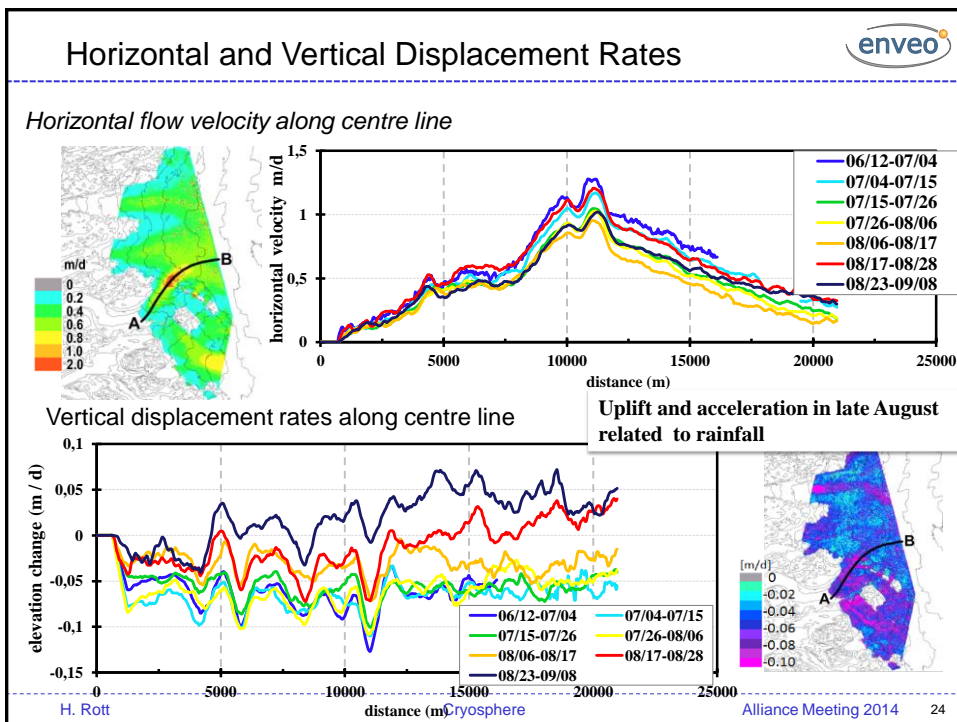 Horizontal and Vertical Displacement Rates
enveo
Horizontal flow velocity along centre line
m/d
0
0.2
0.4
0.6
0.8
1.0
2.0
A
B
horizontal velocity m/d
1,5
1
0,5
0
0
5000
10000
15000
20000
25000
distance (m)
06/12-07/04
07/04-07/15
07/15-07/26
07/26-08/06
08/06-08/17
08/17-08/28
08/23-09/08
Uplift and acceleration in late August
related to rainfall
Vertical displacement rates along centre line
elevation change (m / d)
0,1
0,05
0
-0,05
-0,1
-0,15
0
5000
10000
15000
20000
25000
distance (m)
06/12-07/04 07/04-07/15
07/15-07/26 07/26-08/06
08/06-08/17 08/17-08/28
08/23-09/08
[m/d]
0
-0.02
-0.04
-0.06
-0.08
-0.10
A
B
H. Rott Cryosphere Alliance Meeting 2014 24